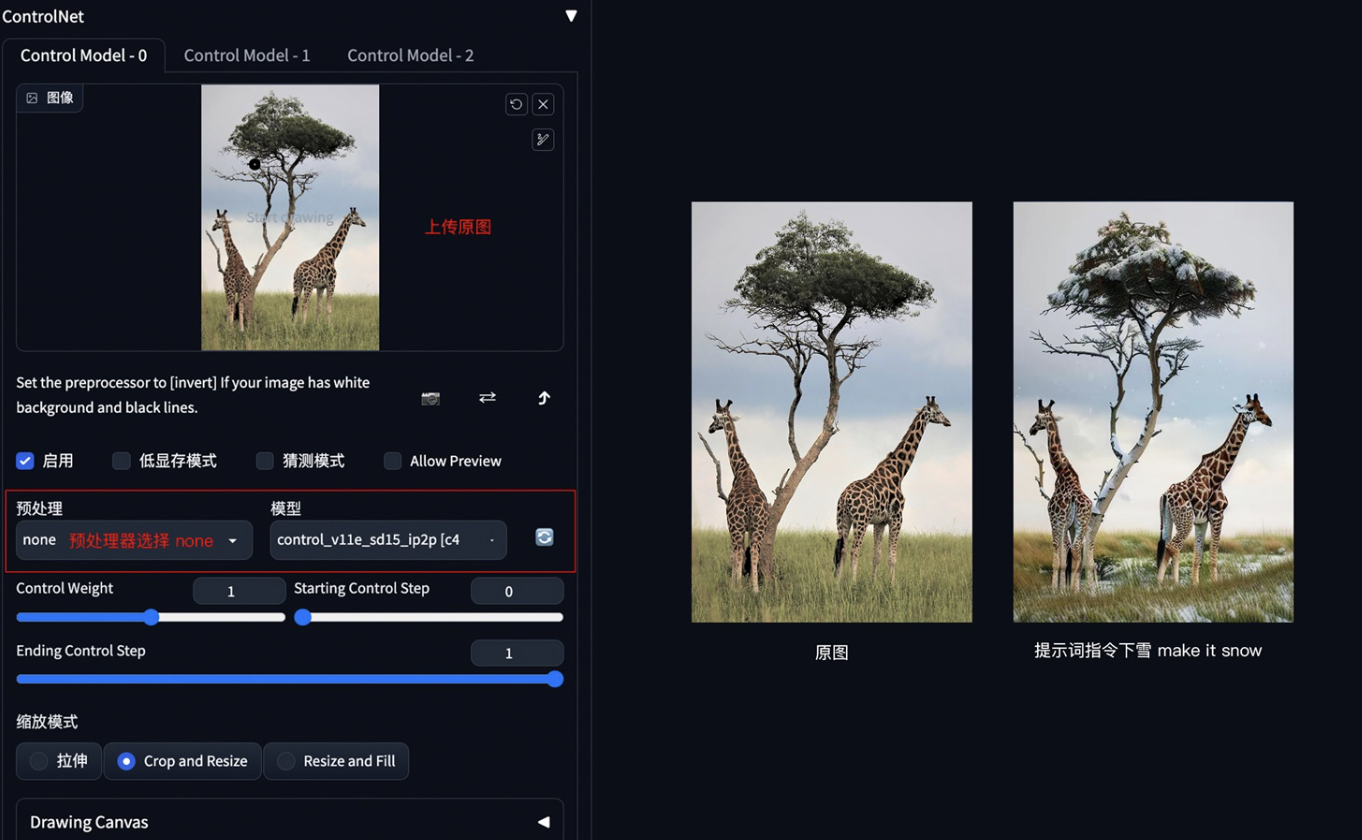 ControlNet
Control Model - 0
Control Model - 1
Control Model - 2
图像
Start drawing
上传原图
Set the preprocessor to [invert] If your image has white
background and black lines.
启用
低显存模式
猜测模式
Allow Preview
预处理
模型
none
预处理器选择 none
control_v11e_sd15_ip2p [c4
Control Weight
1
Starting Control Step
0
Ending Control Step
1
缩放模式
拉伸
Crop and Resize
Resize and Fill
Drawing Canvas
原图
提示词指令下雪 make it snow